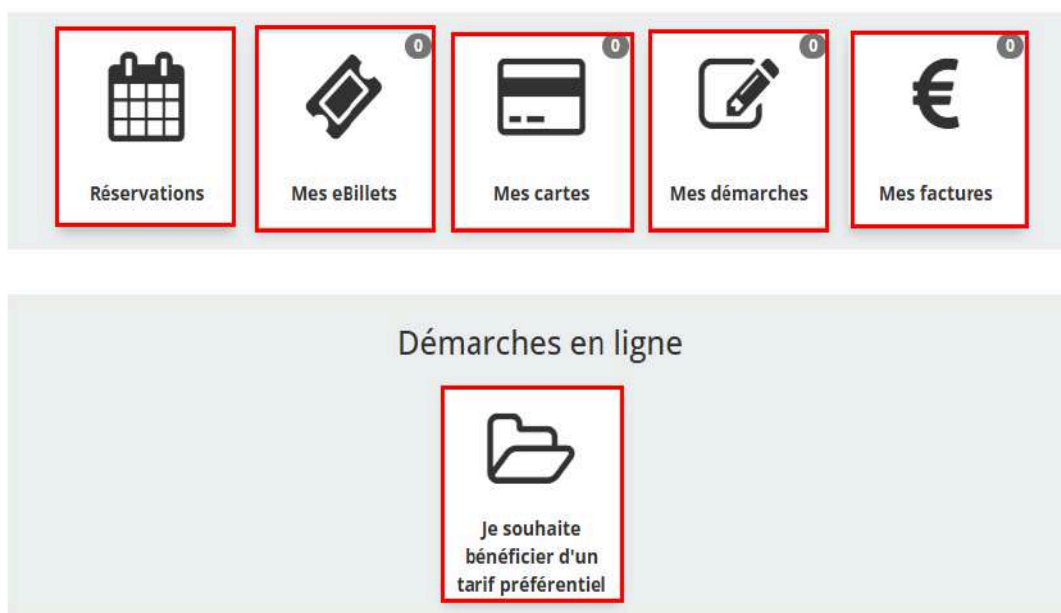 0 0 0 0
Réservations Mes eBillets Mes cartes Mes démarches Mes factures
Démarches en ligne
Je souhaite
bénéficier d'un
tarif préférentiel